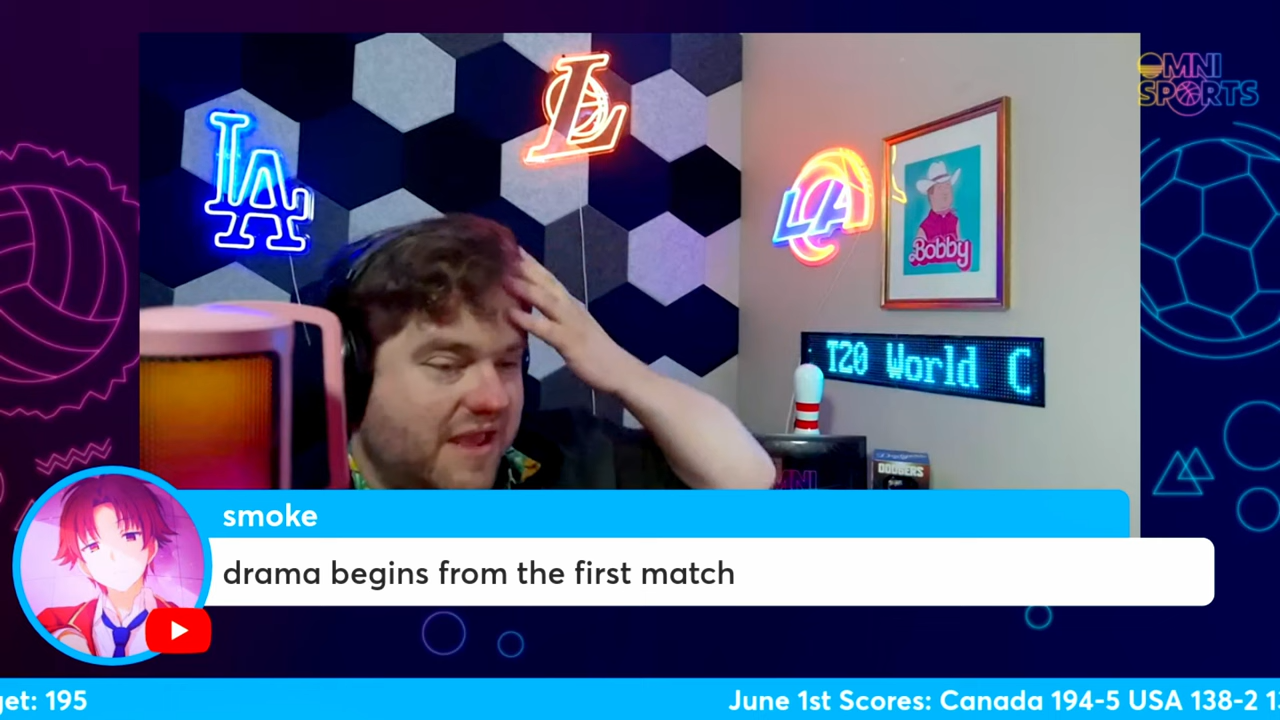 OMNI
SPORTS
LA
L
LA
Bobby
T20 World C
DODGERS
smoke
drama begins from the first match
get: 195
June 1st Scores: Canada 194-5 USA 138-2 13